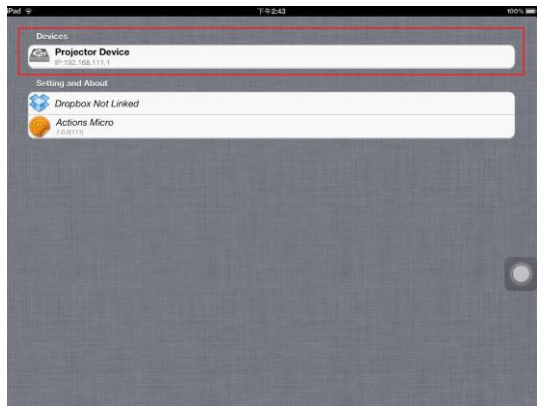 iPad 下午2:43 100%
Devices
Projector Device
IP:192.168.111.1
Setting and About
Dropbox Not Linked
Actions Micro
1.0.0(111)